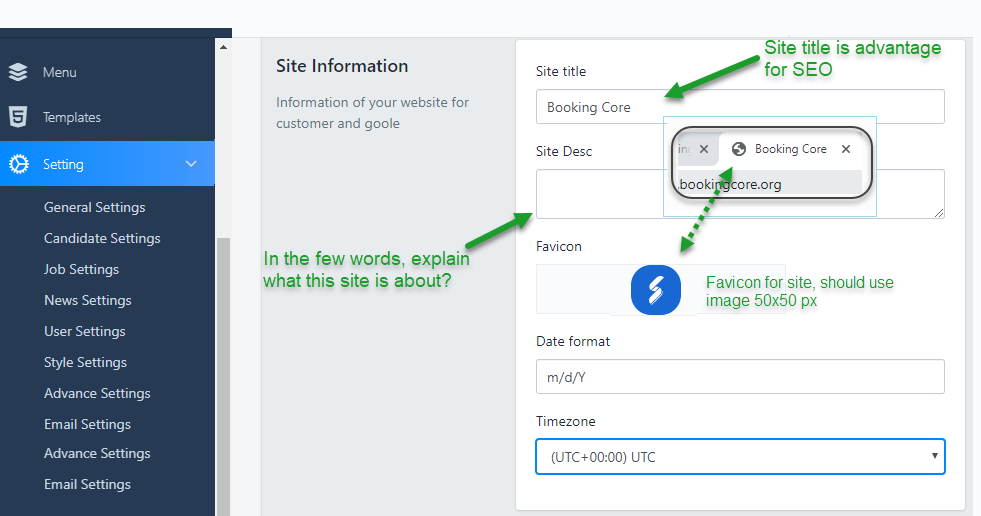 Menu
Templates
Setting
General Settings
Candidate Settings
Job Settings
News Settings
User Settings
Style Settings
Advance Settings
Email Settings
Advance Settings
Email Settings
Site Information
Information of your website for
customer and goole
Site title
Site title is advantage
for SEO
Booking Core
Site Desc
Booking Core
bookingcore.org
In the few words, explain
what this site is about?
Favicon
Favicon for site, should use
image 50x50 px
Date format
m/d/Y
Timezone
(UTC+00:00) UTC